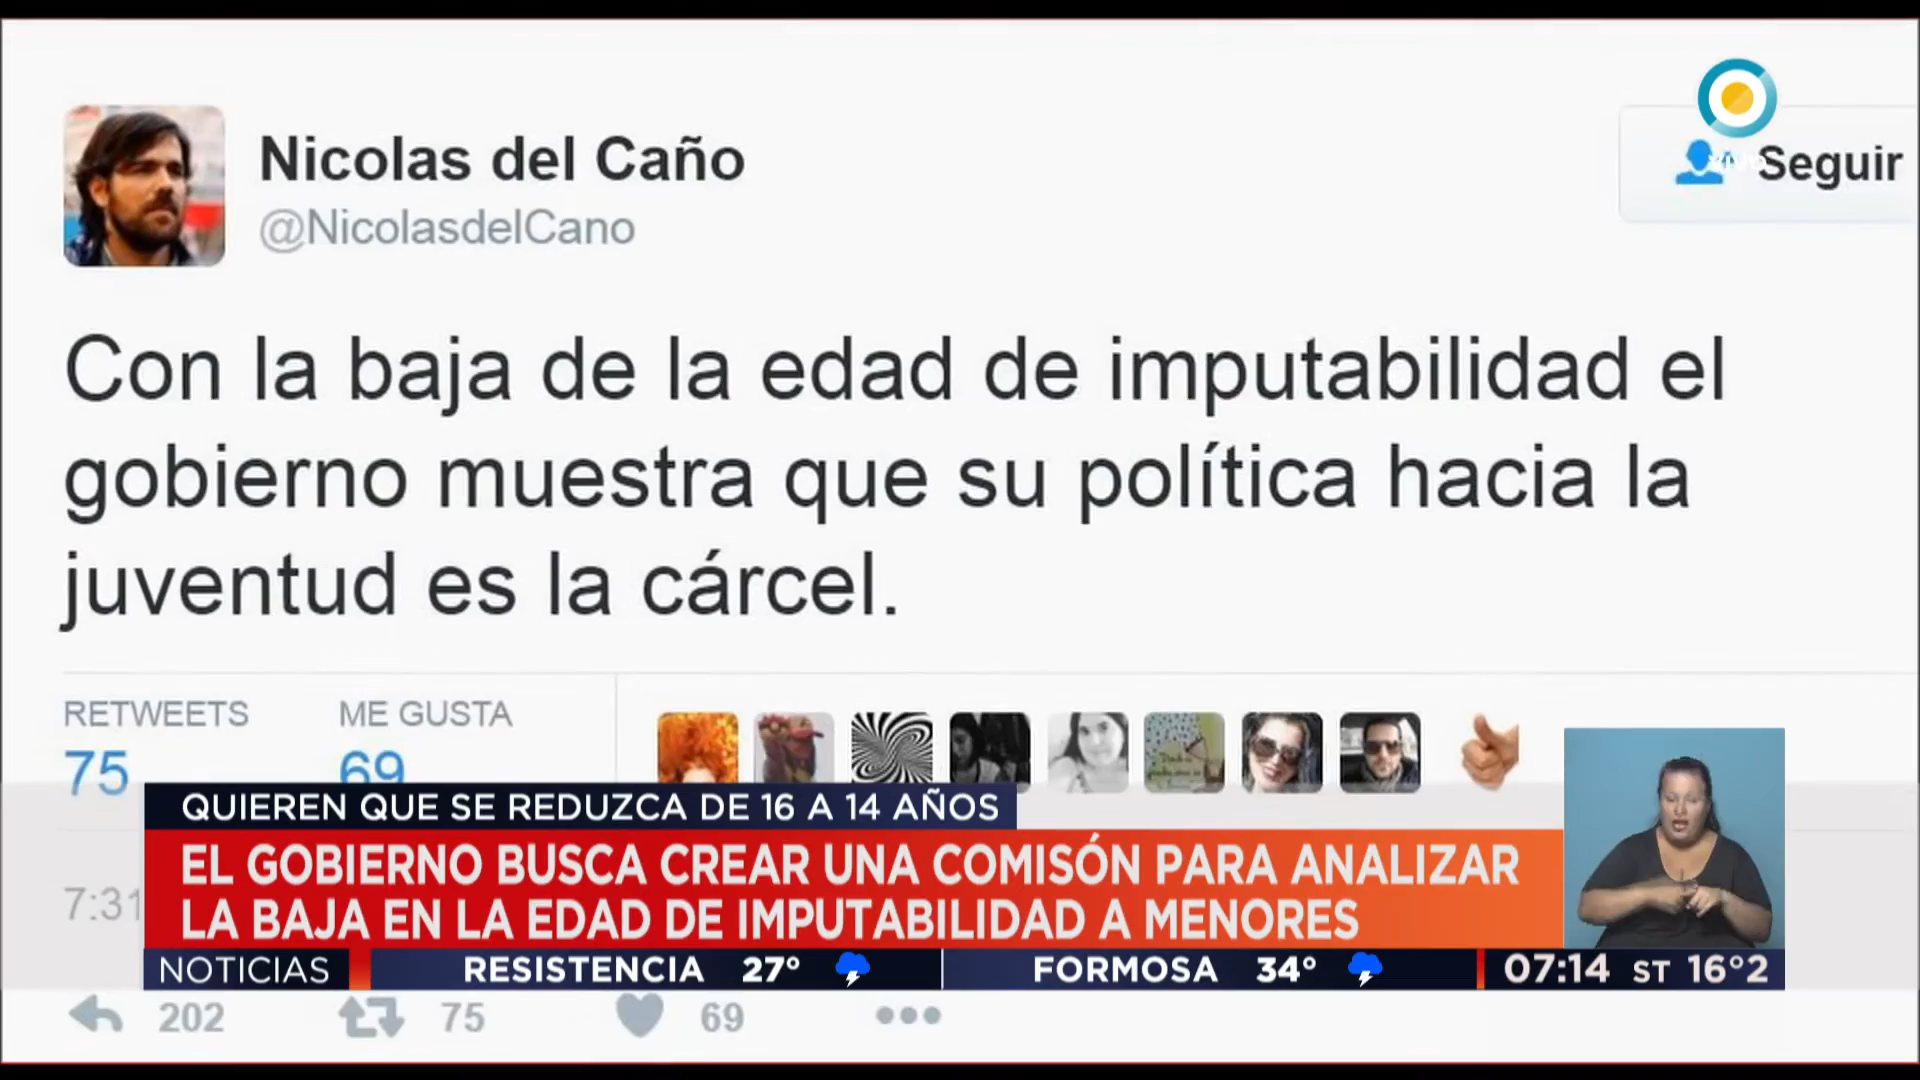 Nicolas del Caño
@NicolasdelCano
VIVO
Seguir
Con la baja de la edad de imputabilidad el
gobierno muestra que su política hacia la
juventud es la cárcel.
RETWEETS
ME GUSTA
75
69
QUIEREN QUE SE REDUZCA DE 16 A 14 AÑOS
EL GOBIERNO BUSCA CREAR UNA COMISÓN PARA ANALIZAR
LA BAJA EN LA EDAD DE IMPUTABILIDAD A MENORES
7:31
NOTICIAS
RESISTENCIA 27°
FORMOSA 34°
07:14 ST 16°2
202
75
69